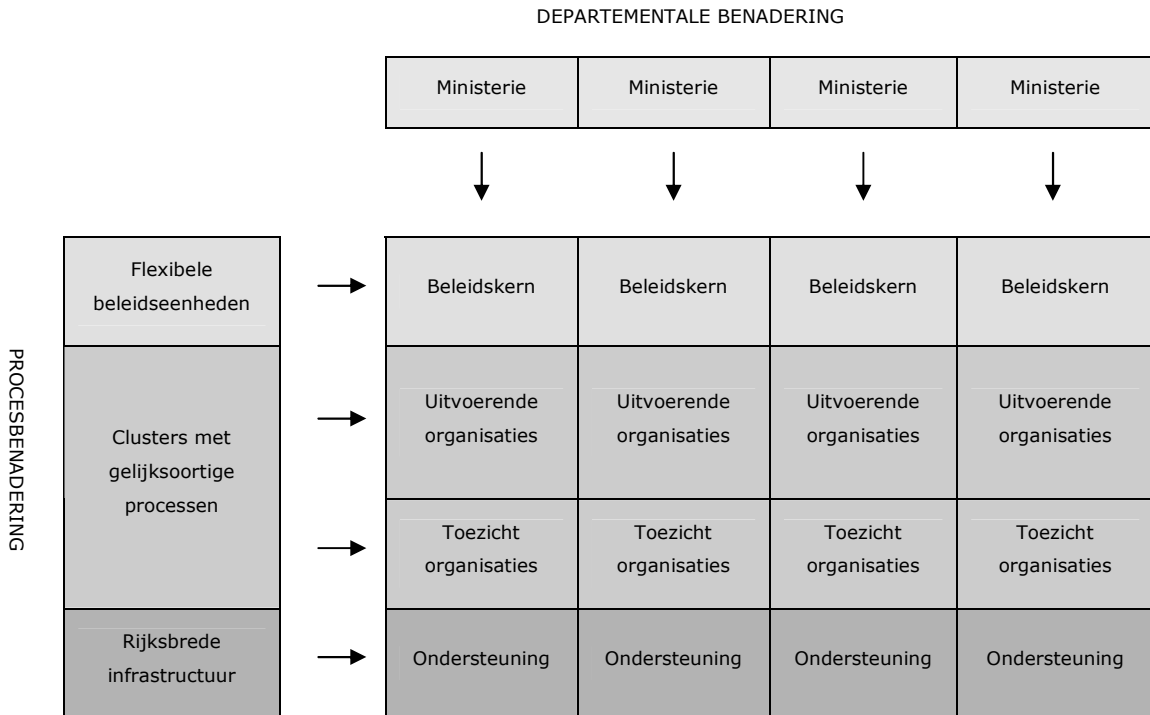 DEPARTEMENTALE BENADERING
Ministerie Ministerie Ministerie Ministerie
PROCESBENADERING
Flexibele
beleidseenheden
Beleidskern Beleidskern Beleidskern Beleidskern
Clusters met
gelijksoortige
processen
Uitvoerende Uitvoerende Uitvoerende Uitvoerende
organisaties organisaties organisaties organisaties
Toezicht Toezicht Toezicht Toezicht
organisaties organisaties organisaties organisaties
Rijksbrede
infrastructuur
Ondersteuning Ondersteuning Ondersteuning Ondersteuning